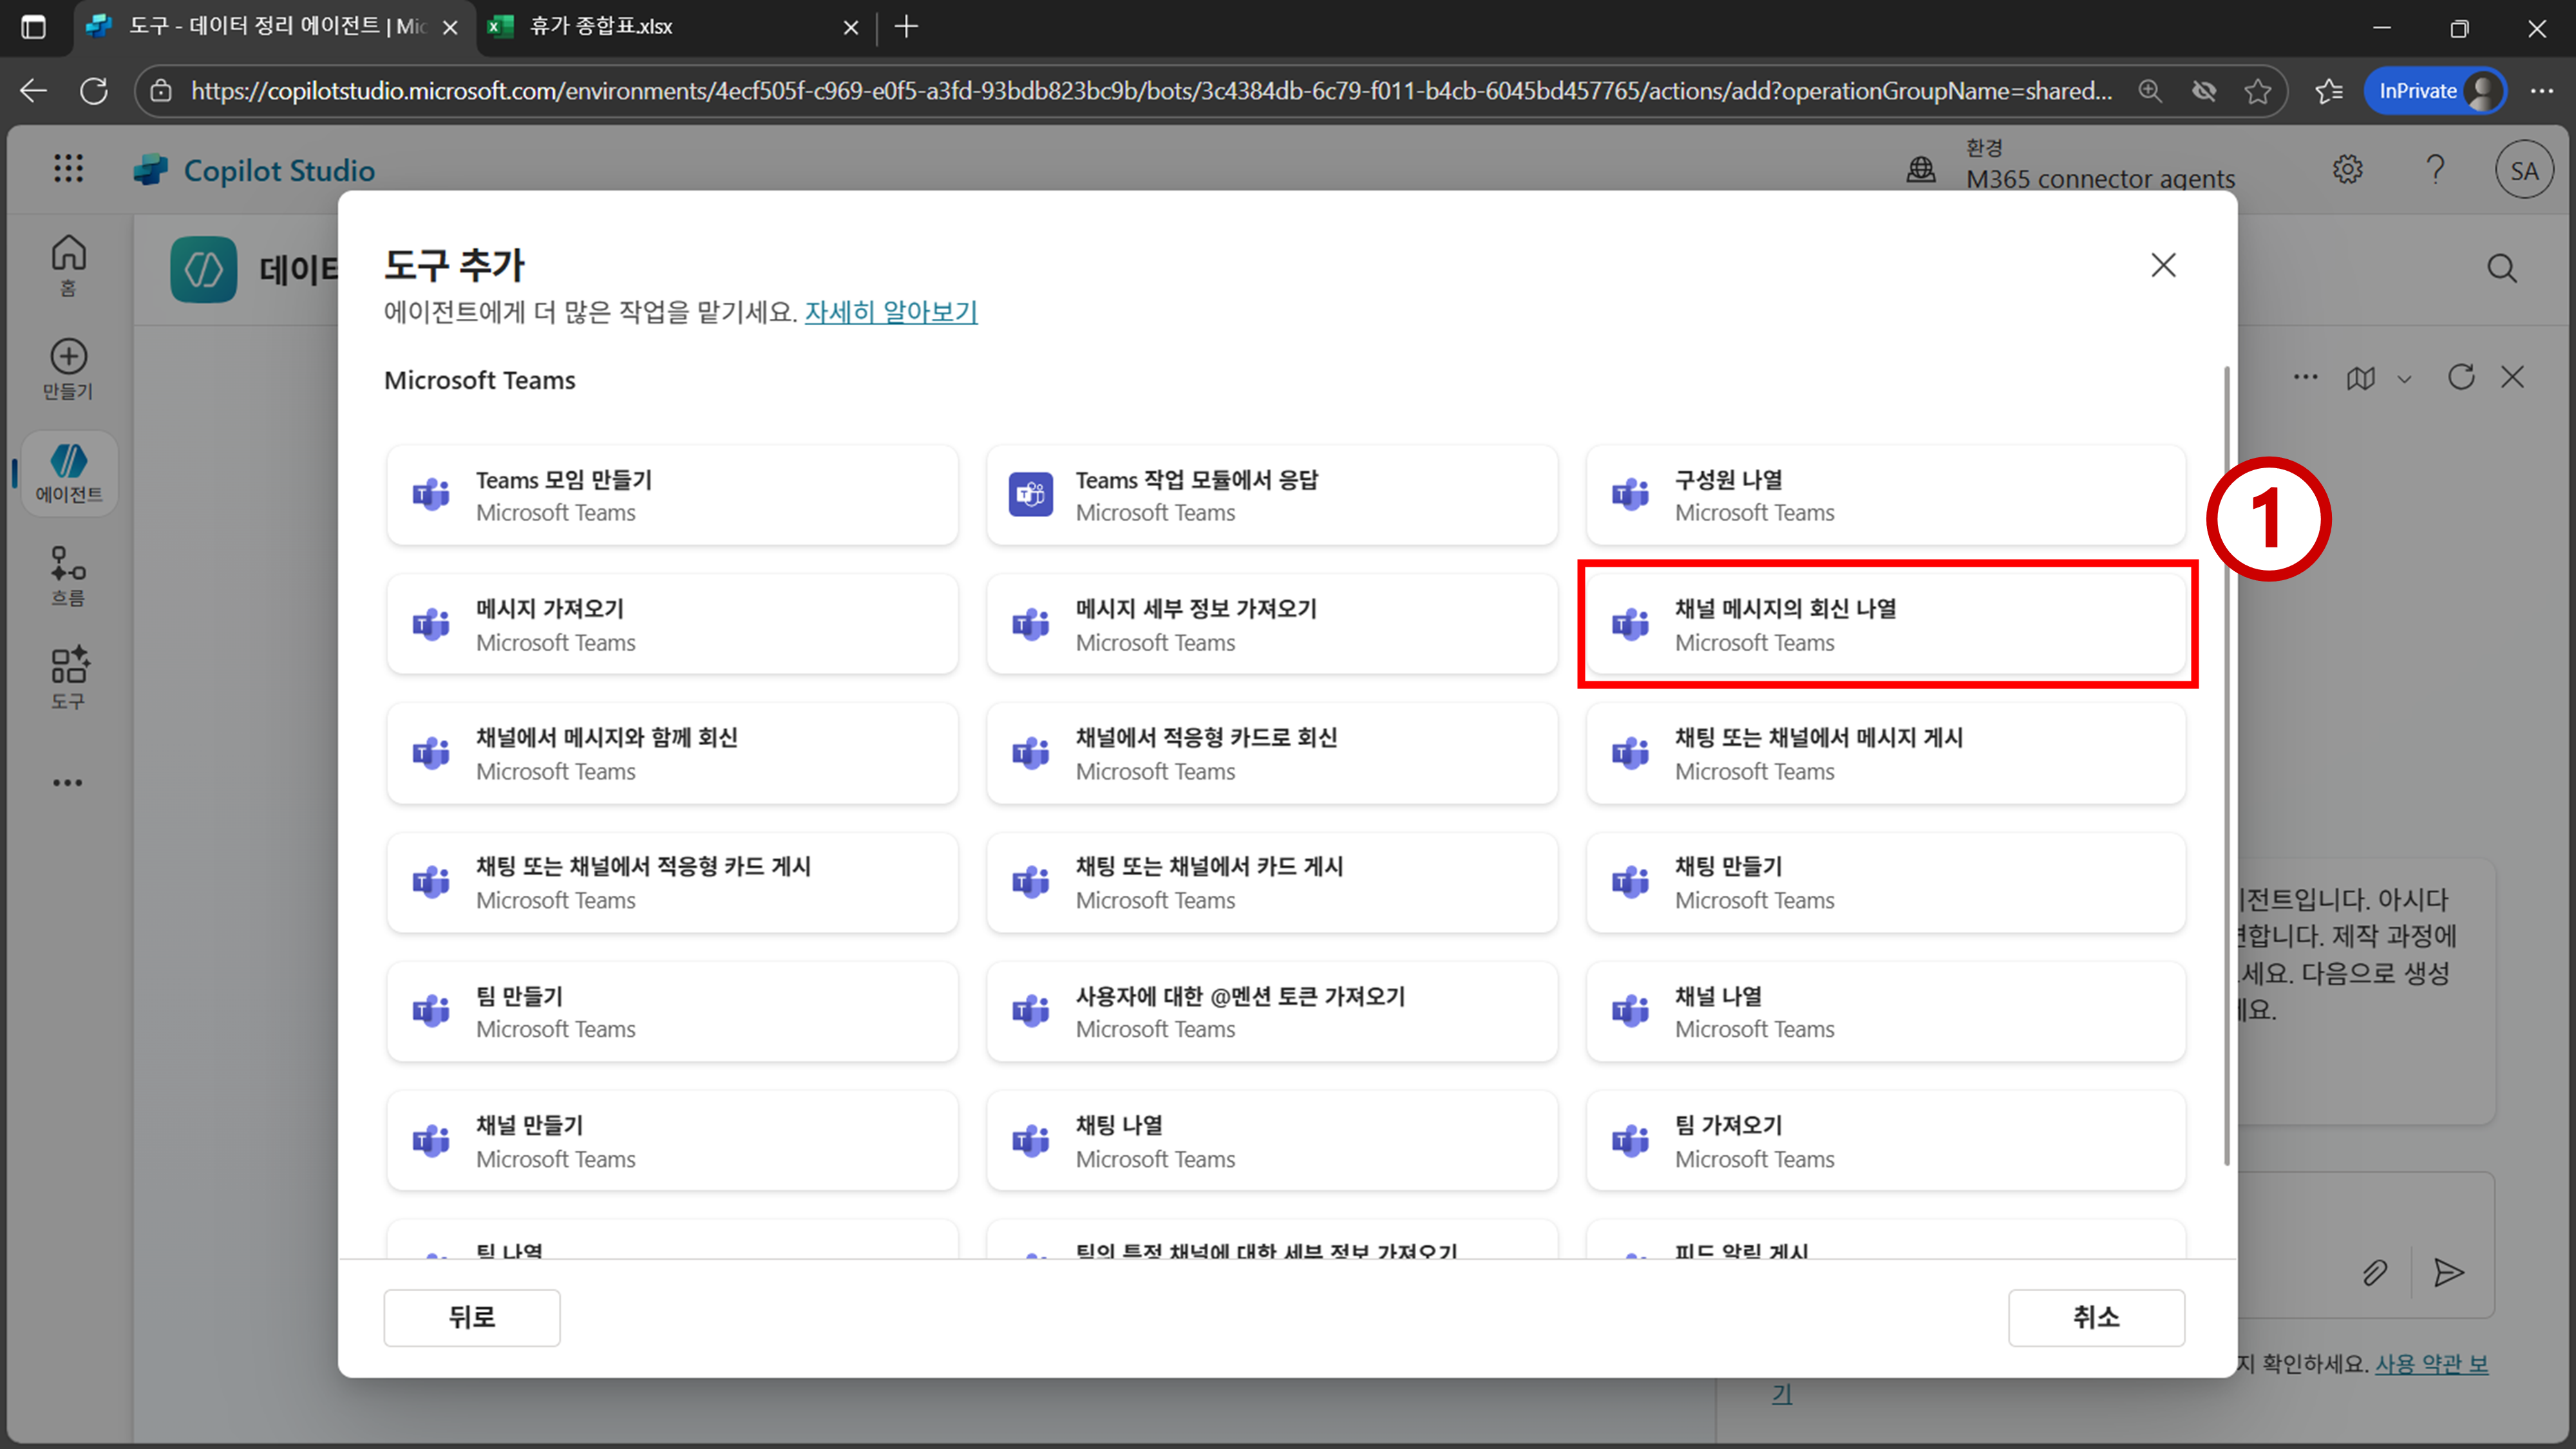 도구 - 데이터 정리 에이전트 | Mic
휴가 종합표.xlsx
https://copilotstudio.microsoft.com/environments/4ecf505f-c969-e0f5-a3fd-93bdb823bc9b/bots/3c4384db-6c79-f011-b4cb-6045bd457765/actions/add?operationGroupName=shared...
InPrivate
Copilot Studio
환경
M365 connector agents
SA
홈
만들기
에이전트
흐름
도구
데이터
도구 추가
에이전트에게 더 많은 작업을 맡기세요. 자세히 알아보기
Microsoft Teams
Teams 모임 만들기
Microsoft Teams
Teams 작업 모듈에서 응답
Microsoft Teams
구성원 나열
Microsoft Teams
1
메시지 가져오기
Microsoft Teams
메시지 세부 정보 가져오기
Microsoft Teams
채널 메시지의 회신 나열
Microsoft Teams
채널에서 메시지와 함께 회신
Microsoft Teams
채널에서 적응형 카드로 회신
Microsoft Teams
채팅 또는 채널에서 메시지 게시
Microsoft Teams
채팅 또는 채널에서 적응형 카드 게시
Microsoft Teams
채팅 또는 채널에서 카드 게시
Microsoft Teams
채팅 만들기
Microsoft Teams
팀 만들기
Microsoft Teams
사용자에 대한 @멘션 토큰 가져오기
Microsoft Teams
채널 나열
Microsoft Teams
채널 만들기
Microsoft Teams
채팅 나열
Microsoft Teams
팀 가져오기
Microsoft Teams
팀 나열
팀의 특정 채널에 대한 세부 정보 가져오기
피드 알림 게시
뒤로
취소
이전트입니다. 아시다
련합니다. 제작 과정에
세요. 다음으로 생성
요.
지 확인하세요. 사용 약관 보
기